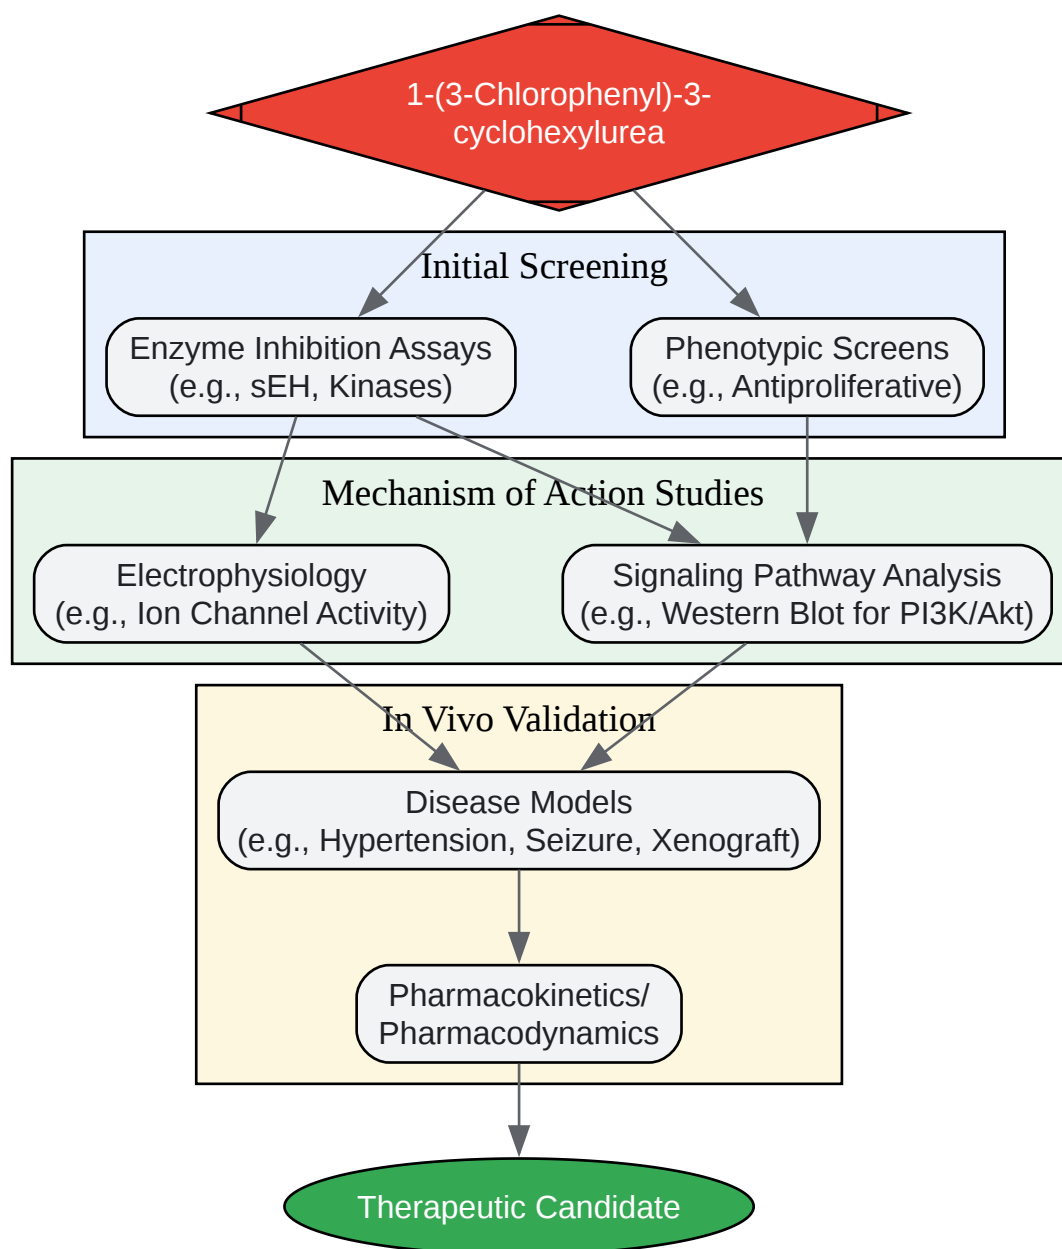 1-(3-Chlorophenyl)-3-
cyclohexylurea
Initial Screening
Enzyme Inhibition Assays
(e.g., sEH, Kinases)
Phenotypic Screens
(e.g., Antiproliferative)
Mechanism of Action Studies
Electrophysiology
(e.g., Ion Channel Activity)
Signaling Pathway Analysis
(e.g., Western Blot for PI3K/Akt)
In Vivo Validation
Disease Models
(e.g., Hypertension, Seizure, Xenograft)
Pharmacokinetics/
Pharmacodynamics
Therapeutic Candidate